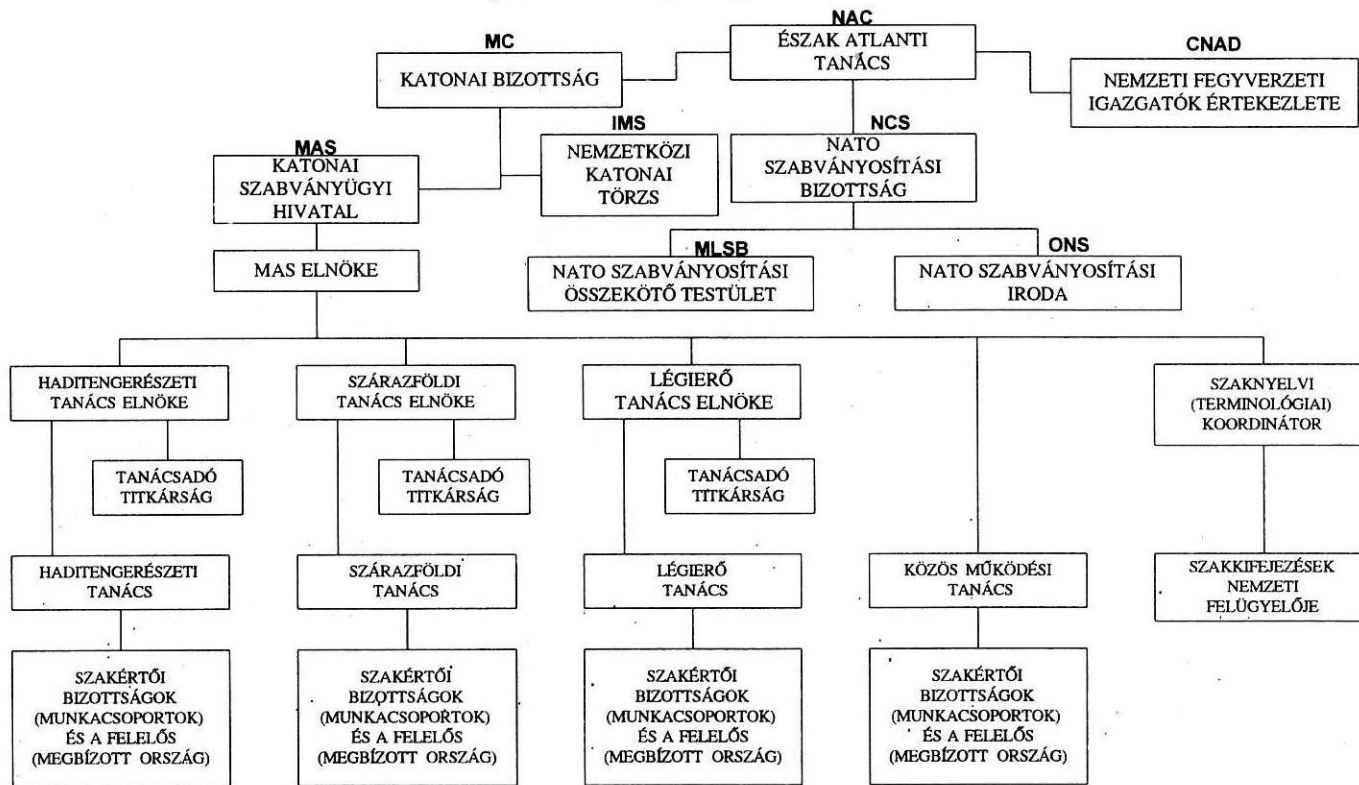 NAC
ÉSZAK ATLANTI
TANÁCS
MC
KATONAI BIZOTTSÁG
CNAD
NEMZETI FEGYVERZETI
IGAZGATÓK ÉRTEKEZLETE
IMS
NEMZETKÖZI
KATONAI
TÖRZS
NCS
NATO
SZABVÁNYOSÍTÁSI
BIZOTTSÁG
MAS
KATONAI
SZABVÁNYÜGYI
HIVATAL
MAS ELNÖKE
MLSB
NATO SZABVÁNYOSÍTÁSI
ÖSSZEKÖTŐ TESTÜLET
ONS
NATO SZABVÁNYOSÍTÁSI
IRODA
HADITENGERÉSZETI
TANÁCS ELNÖKE
SZÁRAZFÖLDI
TANÁCS ELNÖKE
LÉGIERŐ
TANÁCS ELNÖKE
SZAKNYELVI
(TERMINOLÓGIAI)
KOORDINÁTOR
TANÁCSADÓ
TITKÁRSÁG
TANÁCSADÓ
TITKÁRSÁG
TANÁCSADÓ
TITKÁRSÁG
HADITENGERÉSZETI
TANÁCS
SZÁRAZFÖLDI
TANÁCS
LÉGIERŐ
TANÁCS
KÖZÖS MŰKÖDÉSI
TANÁCS
SZAKKIFEJEZÉSEK
NEMZETI
FELÜGYELŐJE
SZAKÉRTŐI
BIZOTTSÁGOK
(MUNKACSOPORTOK)
ÉS A FELELŐS
(MEGBÍZOTT ORSZÁG)
SZAKÉRTŐI
BIZOTTSÁGOK
(MUNKACSOPORTOK)
ÉS A FELELŐS
(MEGBÍZOTT ORSZÁG)
SZAKÉRTŐI
BIZOTTSÁGOK
(MUNKACSOPORTOK)
ÉS A FELELŐS
(MEGBÍZOTT ORSZÁG)
SZAKÉRTŐI
BIZOTTSÁGOK
(MUNKACSOPORTOK)
ÉS A FELELŐS
(MEGBÍZOTT ORSZÁG)